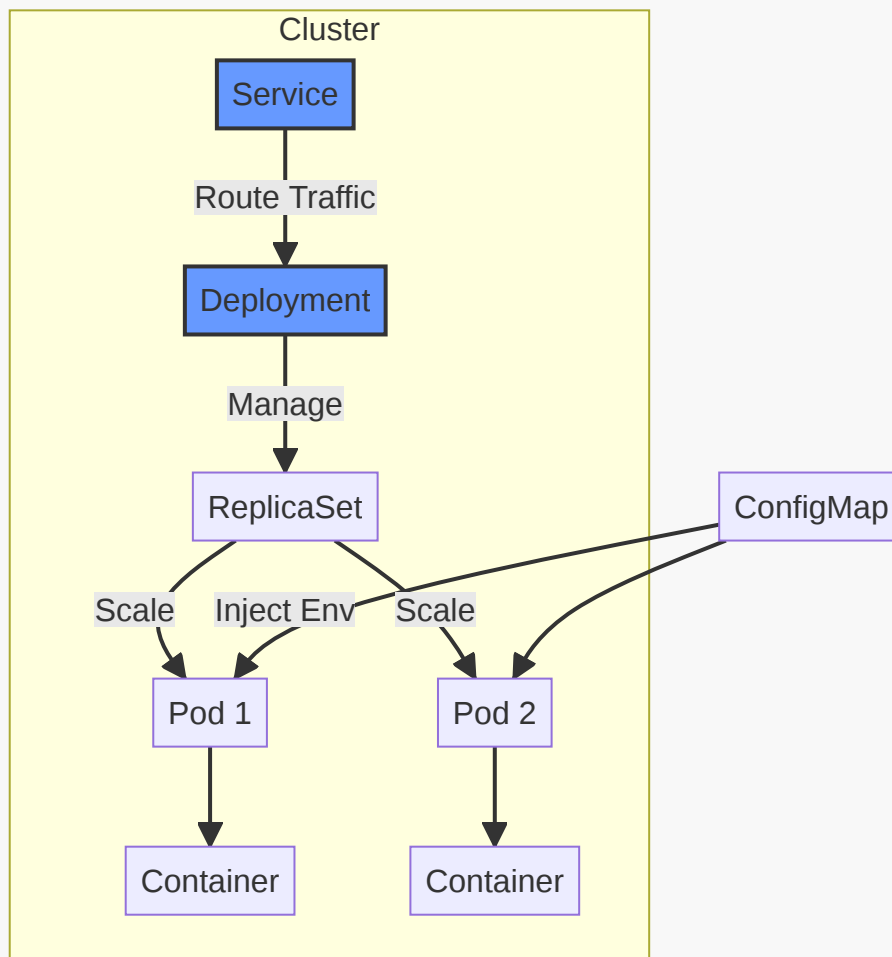 Cluster
Service
Route Traffic
Deployment
Manage
ReplicaSet
ConfigMap
Scale
Inject Env
Scale
Pod 1
Pod 2
Container
Container